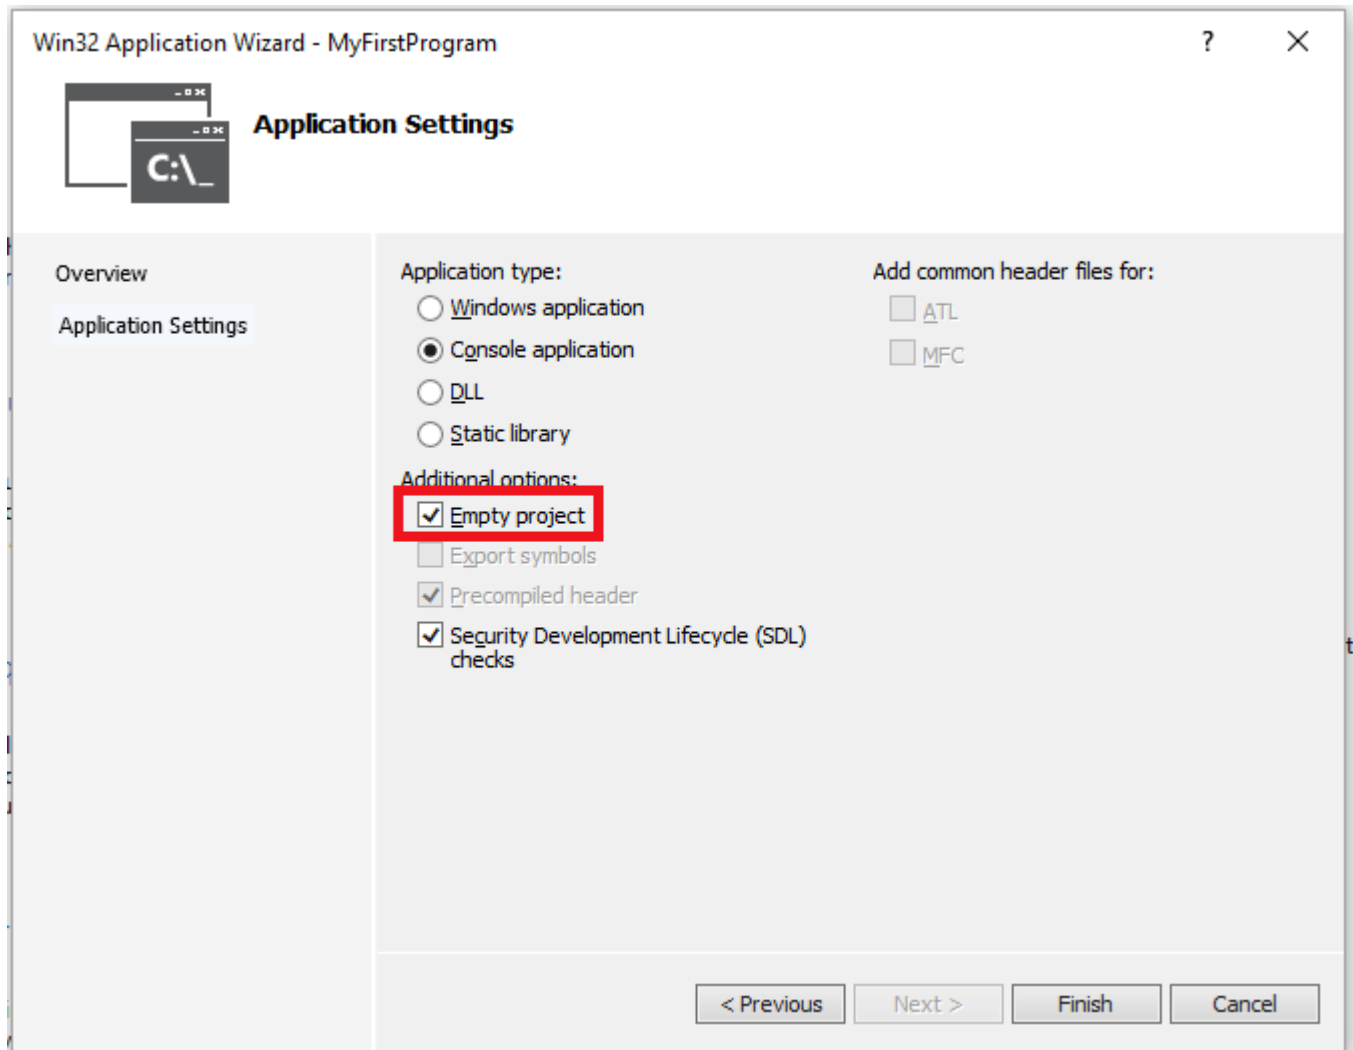 Win32 Application Wizard - MyFirstProgram
?
C:\_
Application Settings
Overview
Application Settings
Application type:
Windows application
Console application
DLL
Static library
Additional options:
Empty project
Export symbols
Precompiled header
Security Development Lifecycle (SDL)
checks
Add common header files for:
ATL
MFC
< Previous
Next >
Finish
Cancel